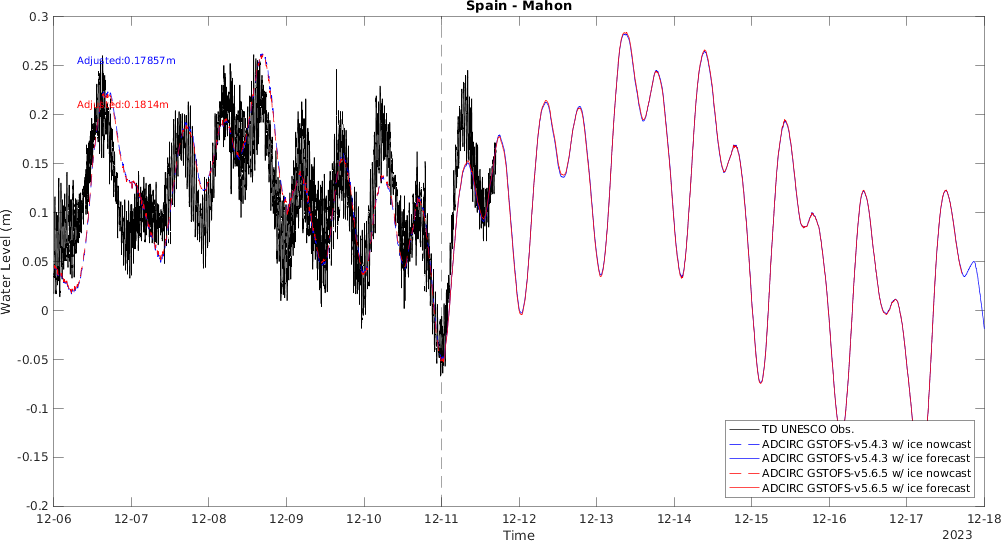 Spain - Mahon
0.3
0.25
0.2
0.15
0.1
0.05
0
-0.05
-0.1
-0.15
-0.2
Water Level (m)
Adjusted:0.17857m
Adjusted:0.1814m
TD UNESCO Obs.
ADCIRC GSTOFS-v5.4.3 w/ ice nowcast
ADCIRC GSTOFS-v5.4.3 w/ ice forecast
ADCIRC GSTOFS-v5.6.5 w/ ice nowcast
ADCIRC GSTOFS-v5.6.5 w/ ice forecast
12-06 12-07 12-08 12-09 12-10 12-11 12-12 12-13 12-14 12-15 12-16 12-17 12-18
Time
2023